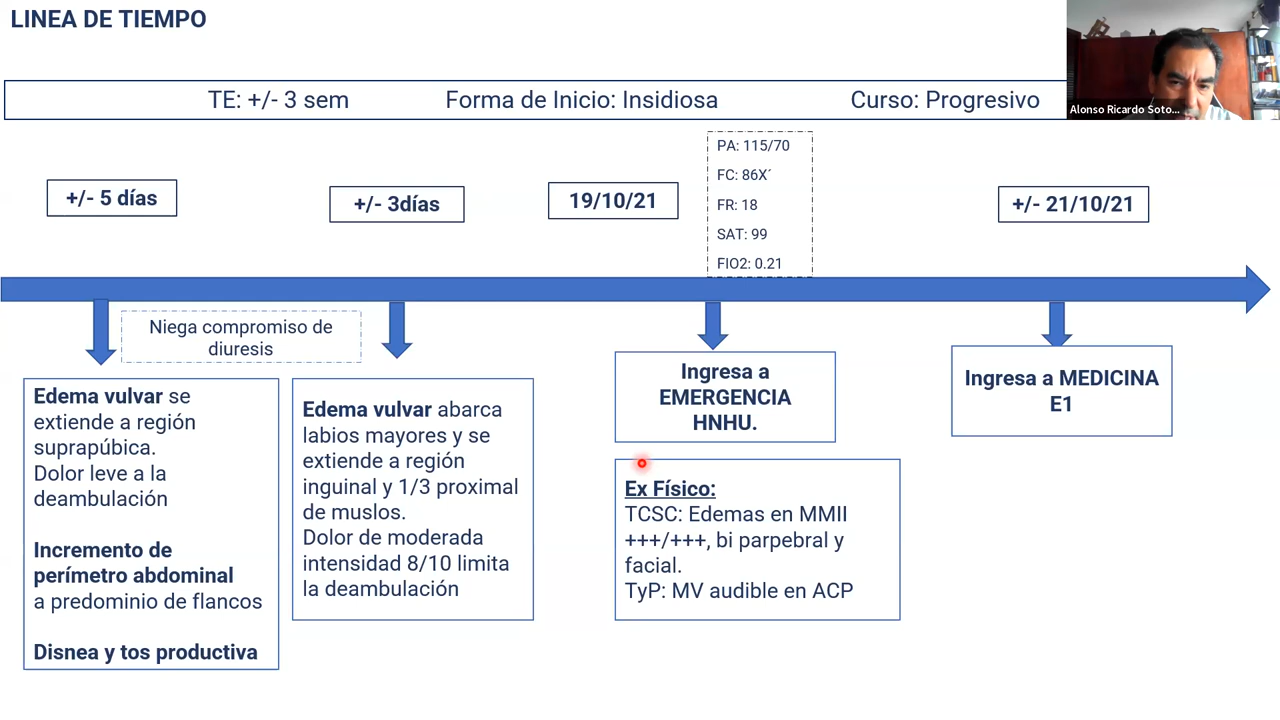 LINEA DE TIEMPO
TE: +/- 3 sem
Forma de Inicio: Insidiosa
Curso: Progresivo
Alonso Ricardo Soto...
PA: 115/70
FC: 86X´
FR: 18
SAT: 99
FIO2: 0.21
+/- 5 días
+/- 3días
19/10/21
+/- 21/10/21
Niega compromiso de
diuresis
Edema vulvar se
extiende a región
suprapúbica.
Dolor leve a la
deambulación
Incremento de
perímetro abdominal
a predominio de flancos
Disnea y tos productiva
Edema vulvar abarca
labios mayores y se
extiende a región
inguinal y 1/3 proximal
de muslos.
Dolor de moderada
intensidad 8/10 limita
la deambulación
Ingresa a
EMERGENCIA
HNHU.
Ex Físico:
TCSC: Edemas en MMII
+++/+++, bi parpebral y
facial.
TyP: MV audible en ACP
Ingresa a MEDICINA
E1